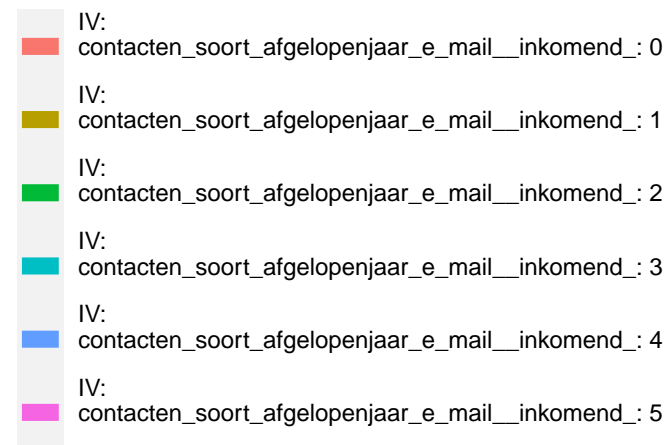 IV:
contacten_soort_afgelopenjaar_e_mail__inkomend_: 0
IV:
contacten_soort_afgelopenjaar_e_mail__inkomend_: 1
IV:
contacten_soort_afgelopenjaar_e_mail__inkomend_: 2
IV:
contacten_soort_afgelopenjaar_e_mail__inkomend_: 3
IV:
contacten_soort_afgelopenjaar_e_mail__inkomend_: 4
IV:
contacten_soort_afgelopenjaar_e_mail__inkomend_: 5